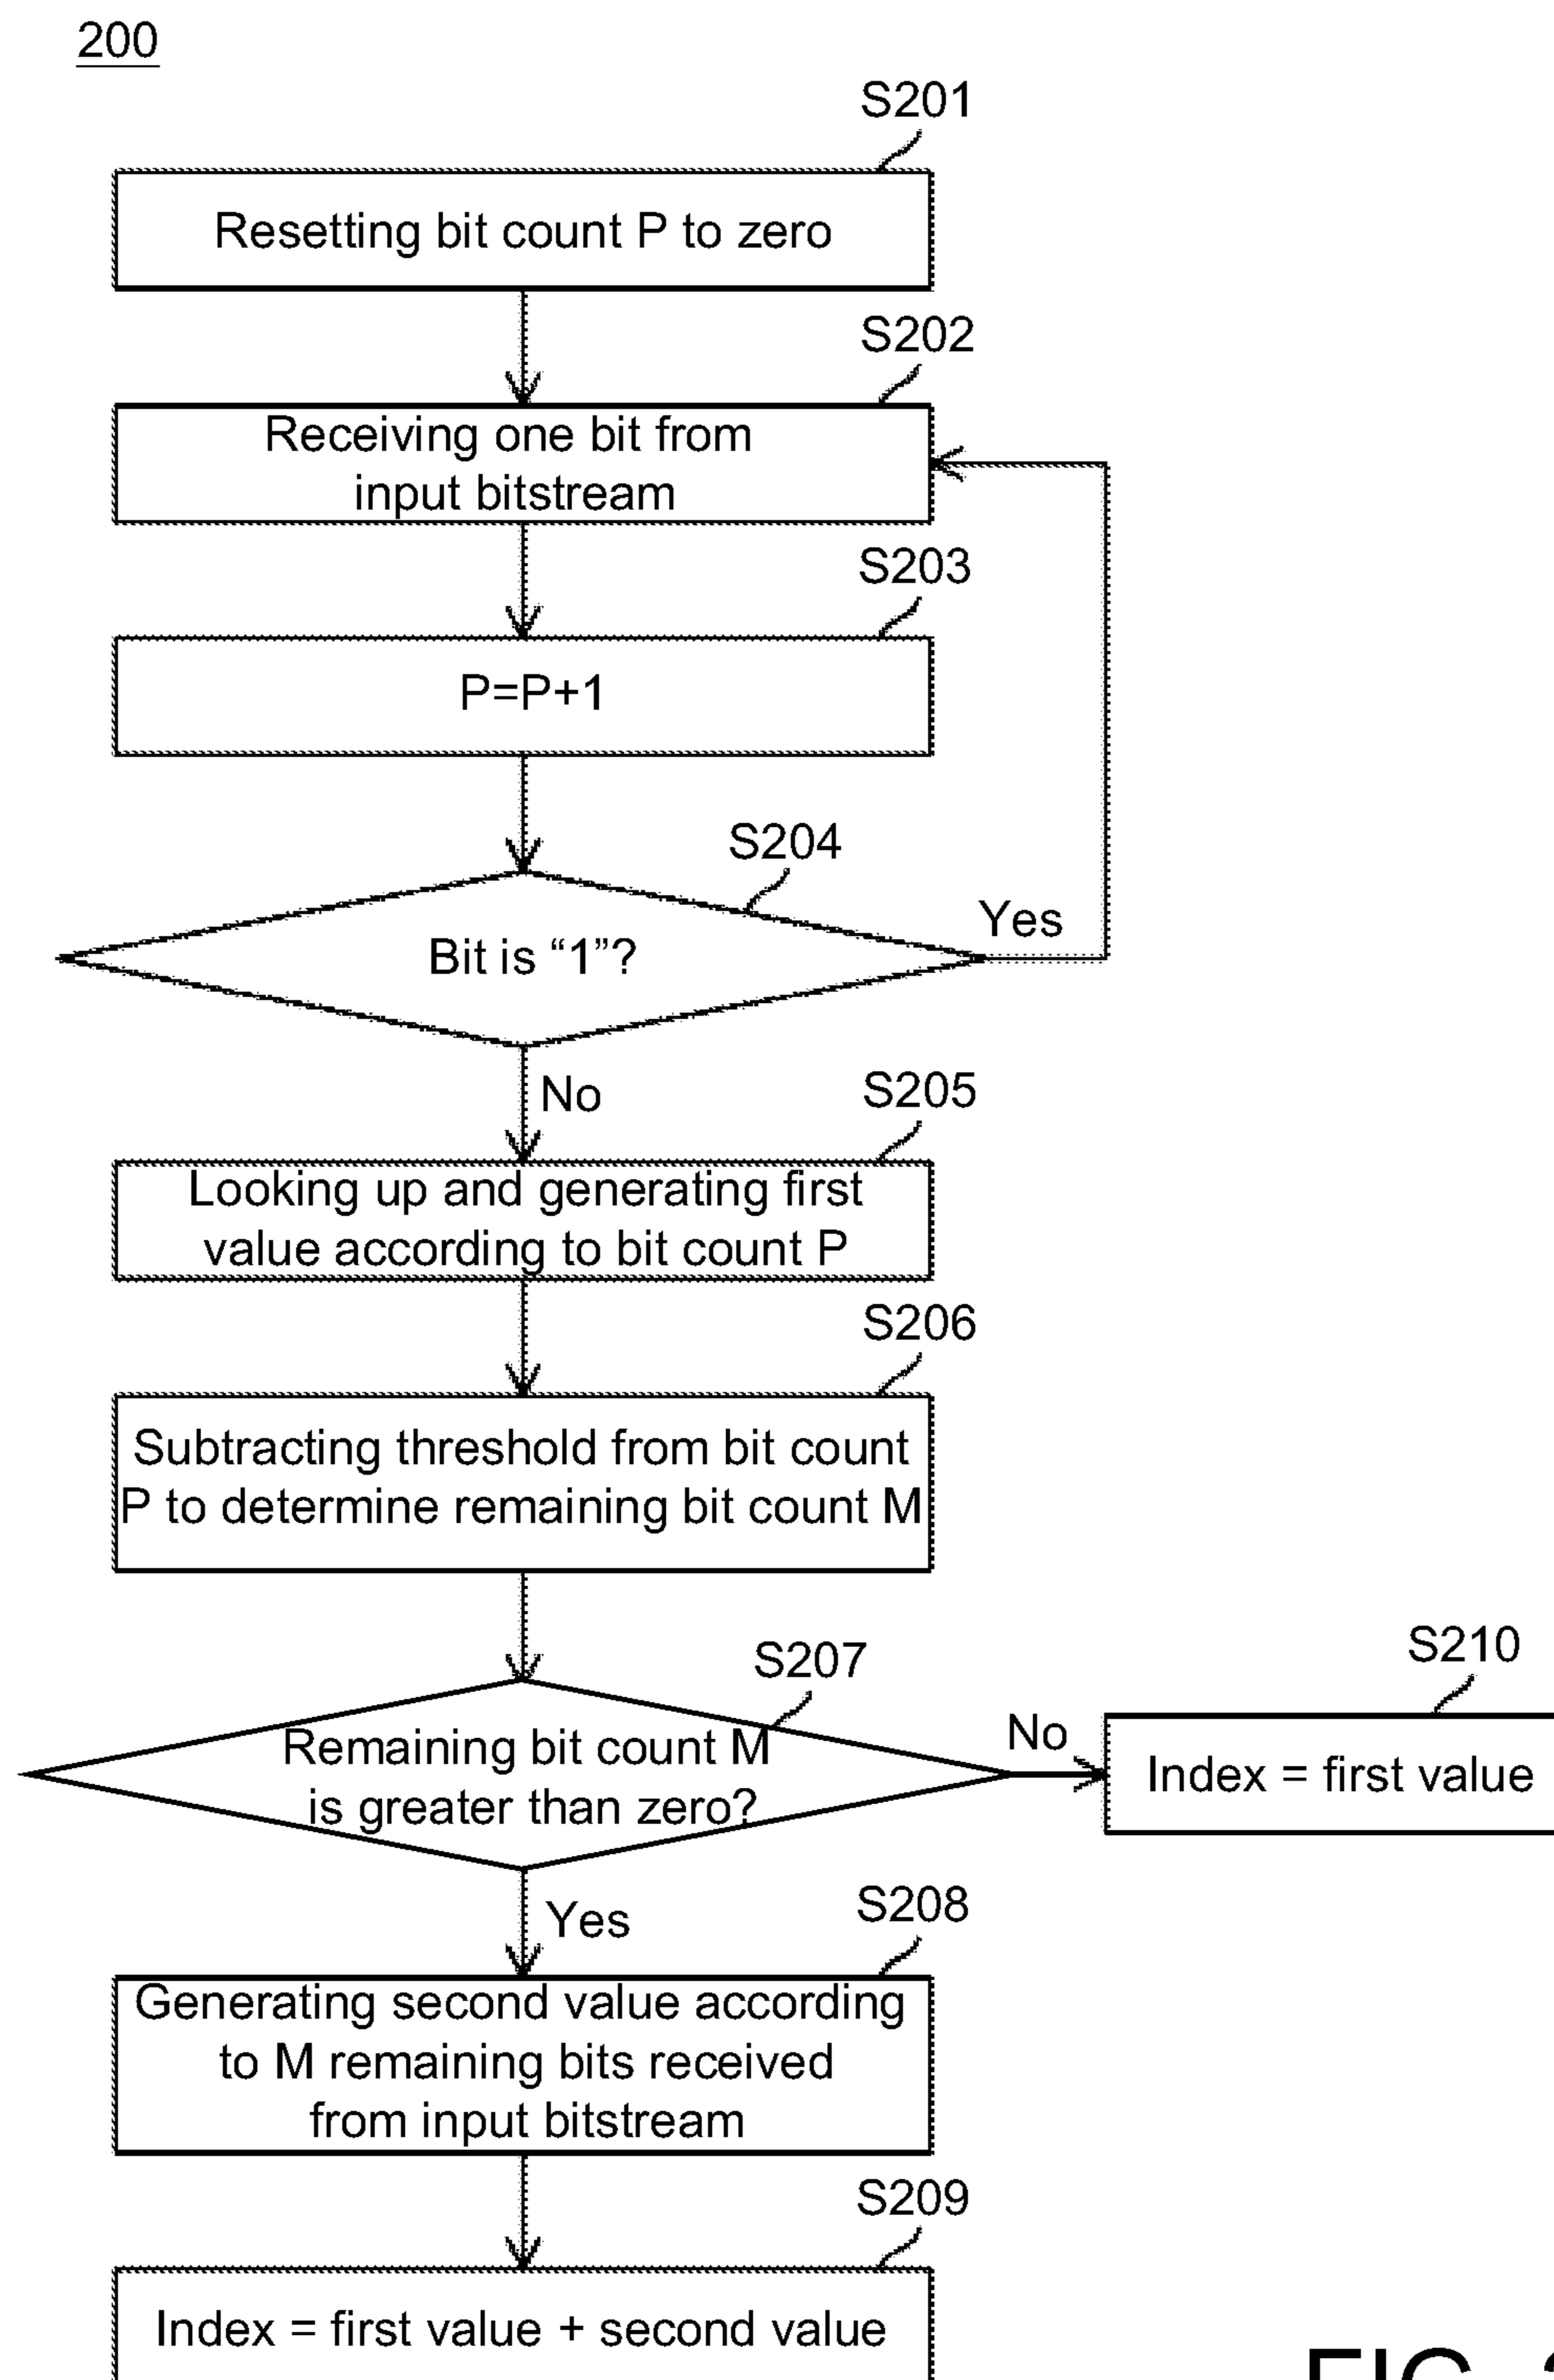 200
S201
Resetting bit count P to zero
S202
Receiving one bit from
input bitstream
S203
P=P+1
S204
Bit is “1”?
Yes
No
S205
Looking up and generating first
value according to bit count P
S206
Subtracting threshold from bit count
P to determine remaining bit count M
S207
Remaining bit count M
is greater than zero?
No
S210
Index = first value
Yes
S208
Generating second value according
to M remaining bits received
from input bitstream
S209
Index = first value + second value
FIG.